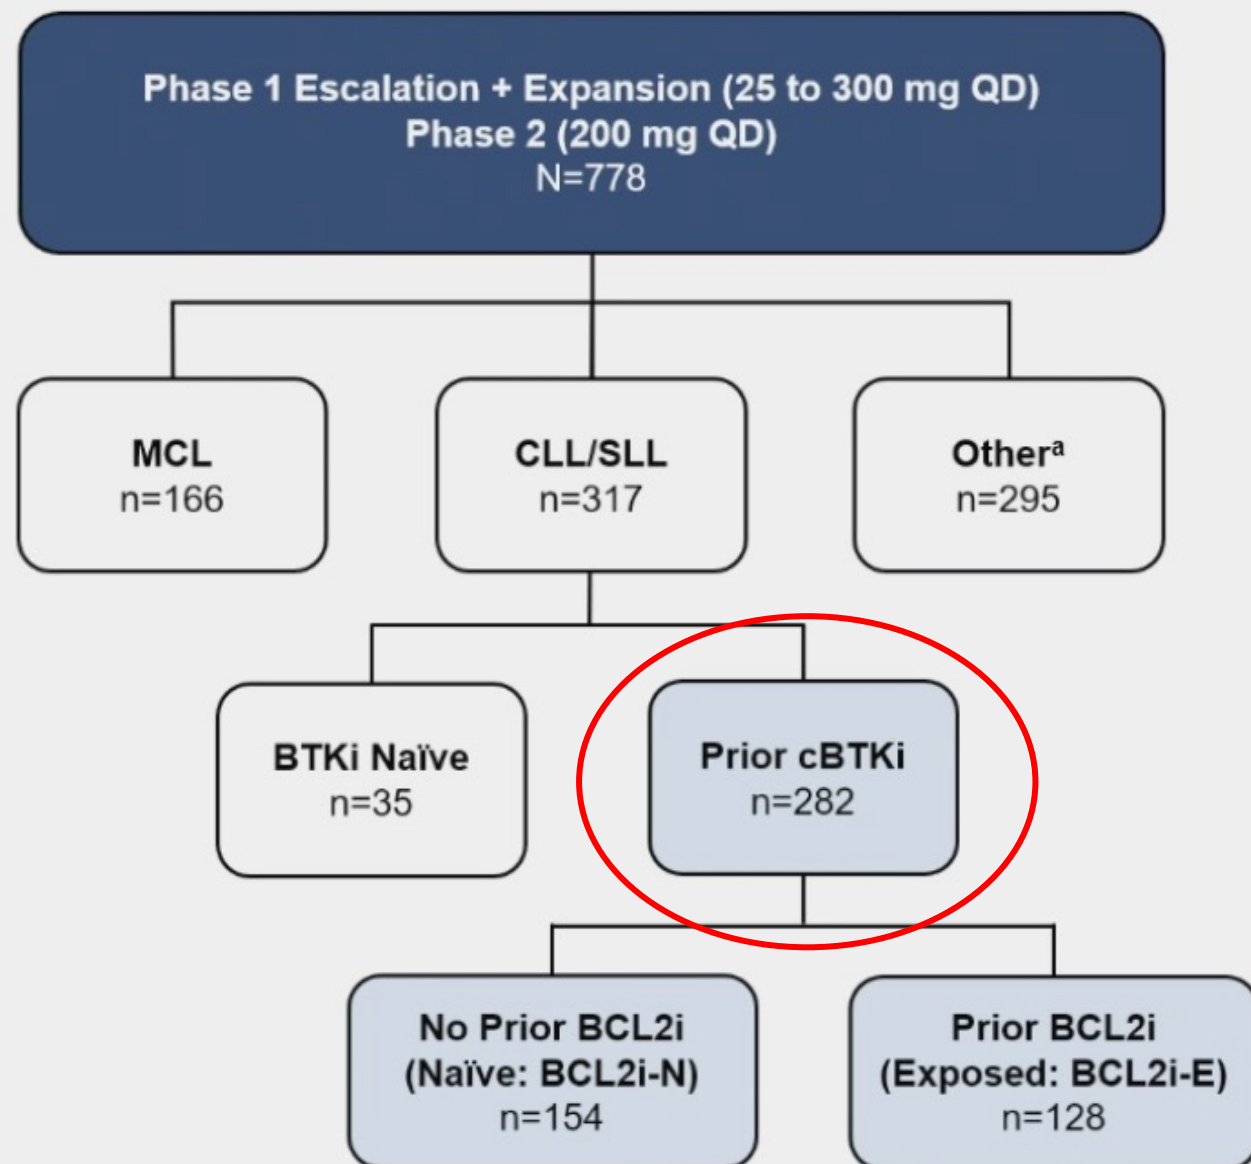 Phase 1 Escalation + Expansion (25 to 300 mg QD)
Phase 2 (200 mg QD)
N=778
MCL
n=166
CLL/SLL
n=317
Otherᵃ
n=295
BTKi Naïve
n=35
Prior cBTKi
n=282
No Prior BCL2i
(Naïve: BCL2i-N)
n=154
Prior BCL2i
(Exposed: BCL2i-E)
n=128